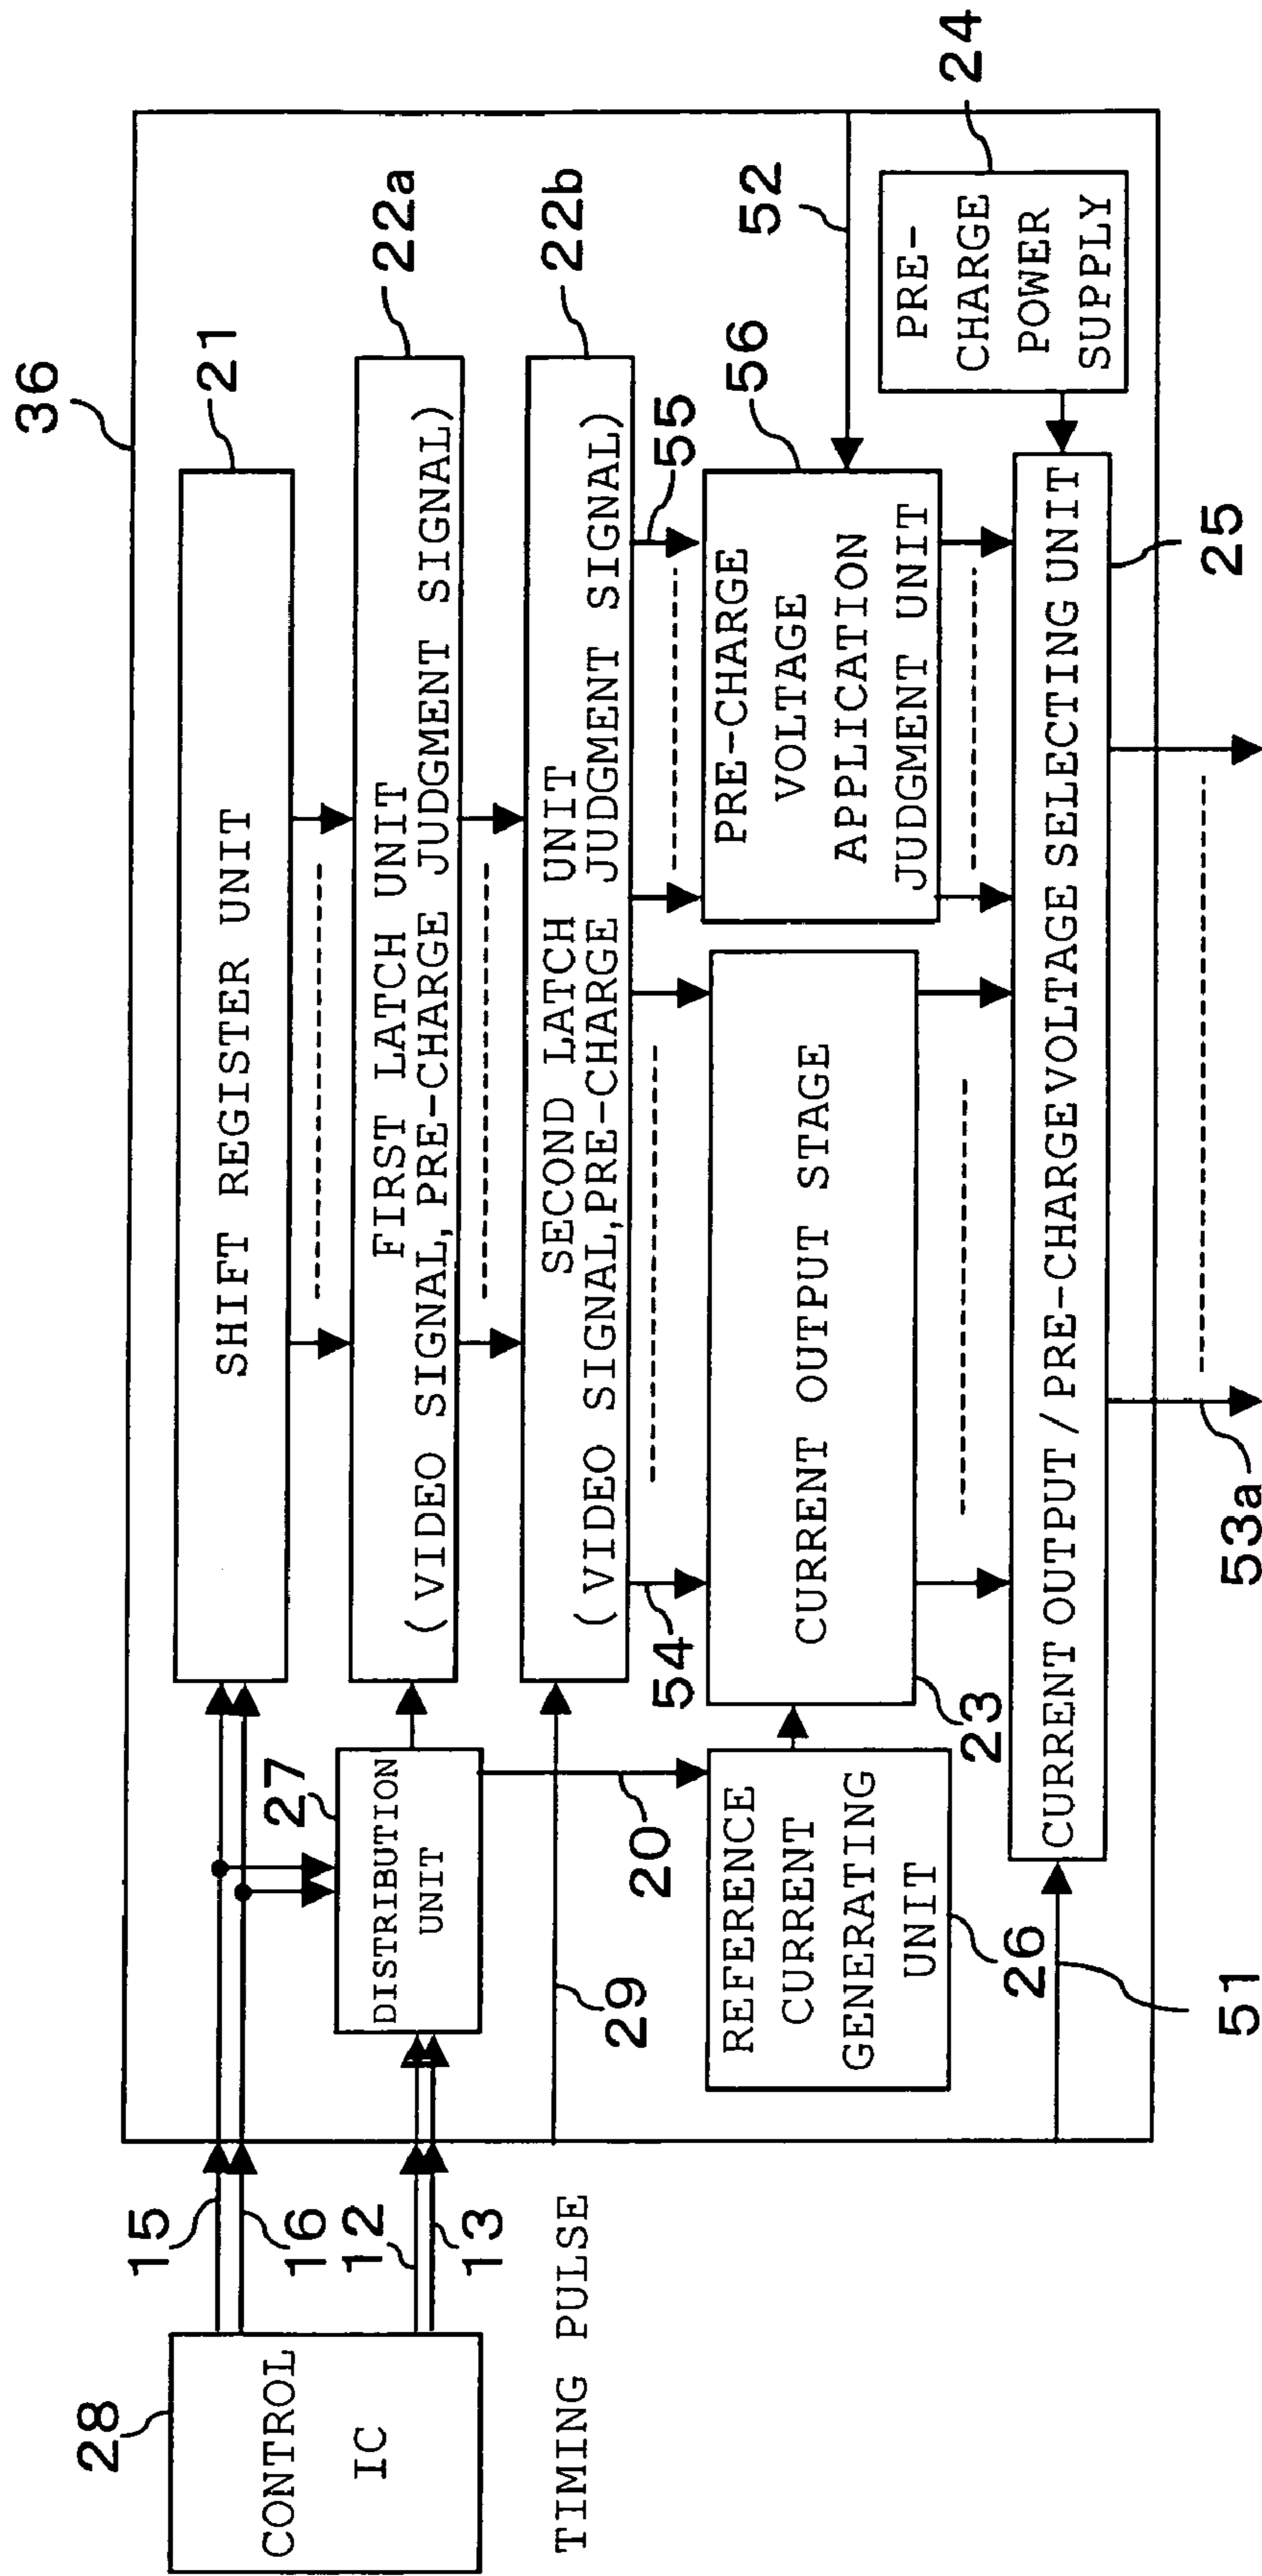 36
28
CONTROL
IC
15
16
12
13
TIMING PULSE
27
DISTRIBUTION
UNIT
21
SHIFT REGISTER UNIT
22a
FIRST LATCH UNIT
(VIDEO SIGNAL,PRE-CHARGE JUDGMENT SIGNAL)
22b
SECOND LATCH UNIT
(VIDEO SIGNAL,PRE-CHARGE JUDGMENT SIGNAL)
29
20
54
55
52
REFERENCE
CURRENT
GENERATING
UNIT
26
CURRENT OUTPUT STAGE
23
56
PRE-CHARGE
VOLTAGE
APPLICATION
JUDGMENT UNIT
24
PRE-
CHARGE
POWER
SUPPLY
CURRENT OUTPUT / PRE-CHARGE VOLTAGE SELECTING UNIT
25
51
53a